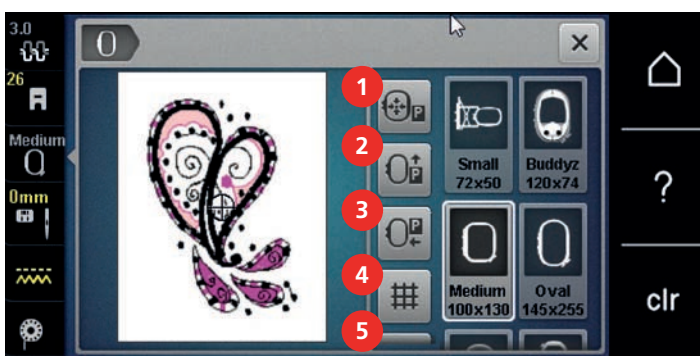 3.0
26
Medium
0mm
1
P
2
P
3
P
4
5
Small
72x50
Buddyz
120x74
Medium
100x130
Oval
145x255
?
clr